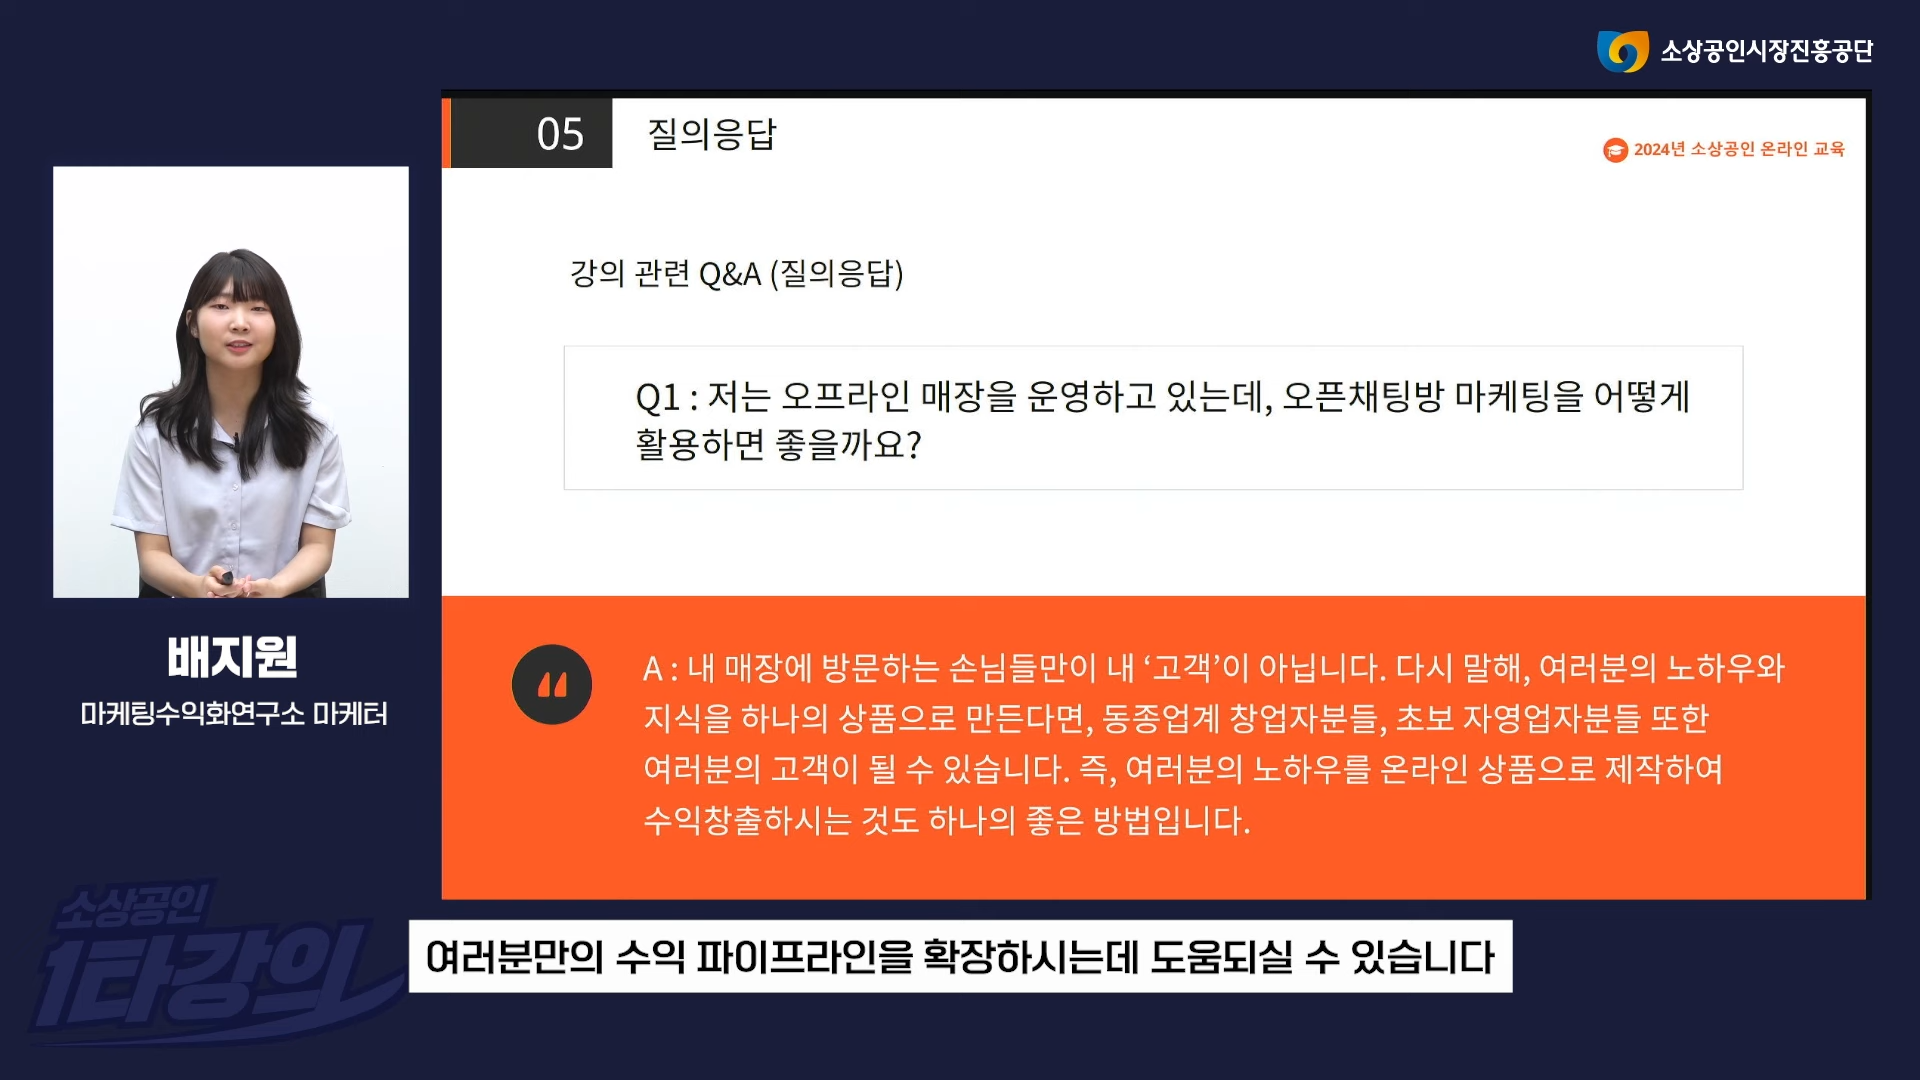 소상공인시장진흥공단
05
질의응답
2024년 소상공인 온라인 교육
강의 관련 Q&A (질의응답)
Q1 : 저는 오프라인 매장을 운영하고 있는데, 오픈채팅방 마케팅을 어떻게
활용하면 좋을까요?
A : 내 매장에 방문하는 손님들만이 내 ‘고객’이 아닙니다. 다시 말해, 여러분의 노하우와
지식을 하나의 상품으로 만든다면, 동종업계 창업자분들, 초보 자영업자분들 또한
여러분의 고객이 될 수 있습니다. 즉, 여러분의 노하우를 온라인 상품으로 제작하여
수익창출하시는 것도 하나의 좋은 방법입니다.
배지원
마케팅수익화연구소 마케터
소상공인
1타강의
여러분만의 수익 파이프라인을 확장하시는데 도움되실 수 있습니다